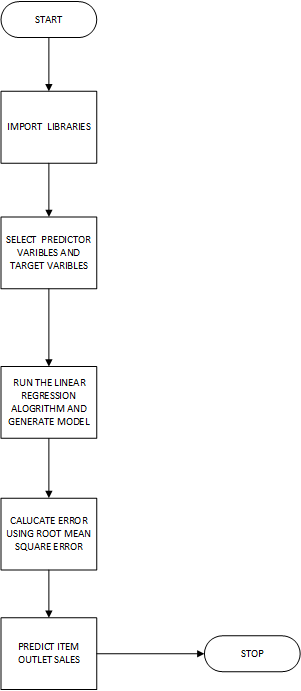 START
IMPORT LIBRARIES
SELECT PREDICTOR
VARIBLES AND
TARGET VARIBLES
RUN THE LINEAR
REGRESSION
ALOGRITHM AND
GENERATE MODEL
CALUCATE ERROR
USING ROOT MEAN
SQUARE ERROR
PREDICT ITEM
OUTLET SALES
STOP